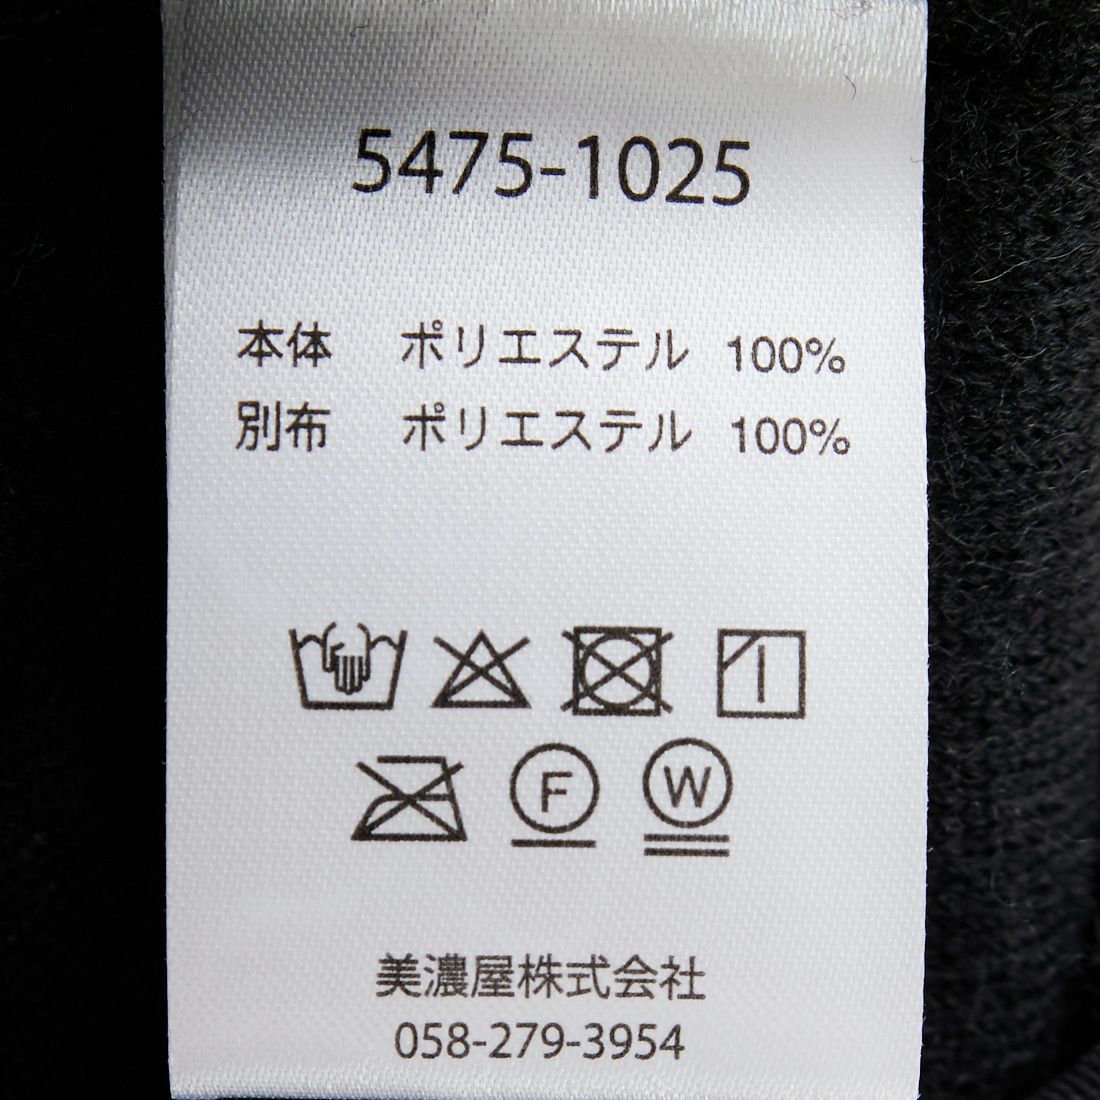 5475-1025
本体 ポリエステル 100%
別布 ポリエステル 100%
F W
美濃屋株式会社
058-279-3954